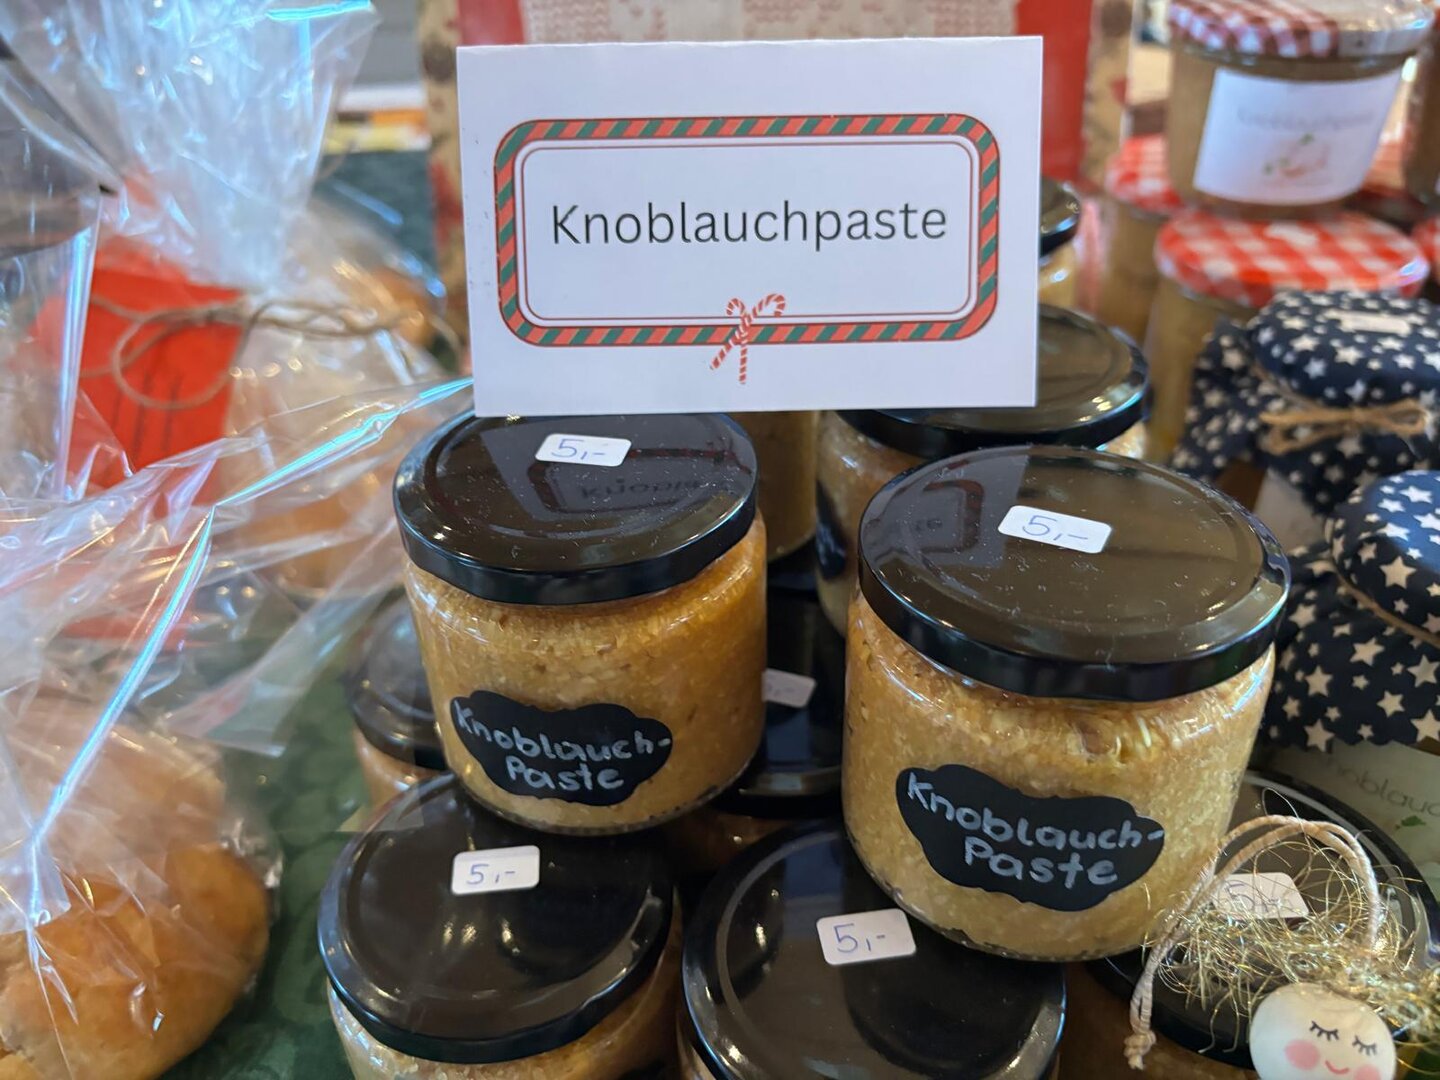 Knoblauchpaste
5,-
5,-
Knoblauch-
Paste
Knoblauch-
Paste
5,-
5,-